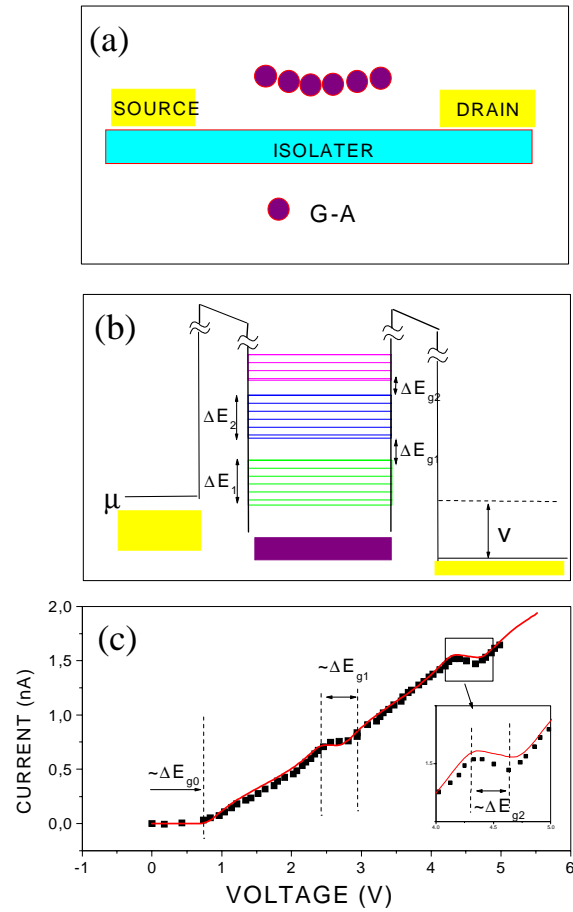 (a)
SOURCE
DRAIN
ISOLATER
G-A
(b)
ΔE2
ΔE1
ΔEg2
ΔEg1
μ
V
(c)
2,0
1,5
1,0
0,5
0,0
CURRENT (nA)
~ΔEg0
~ΔEg1
1.5
~ΔEg2
4.0
4.5
5.0
-1
0
1
2
3
4
5
6
VOLTAGE (V)